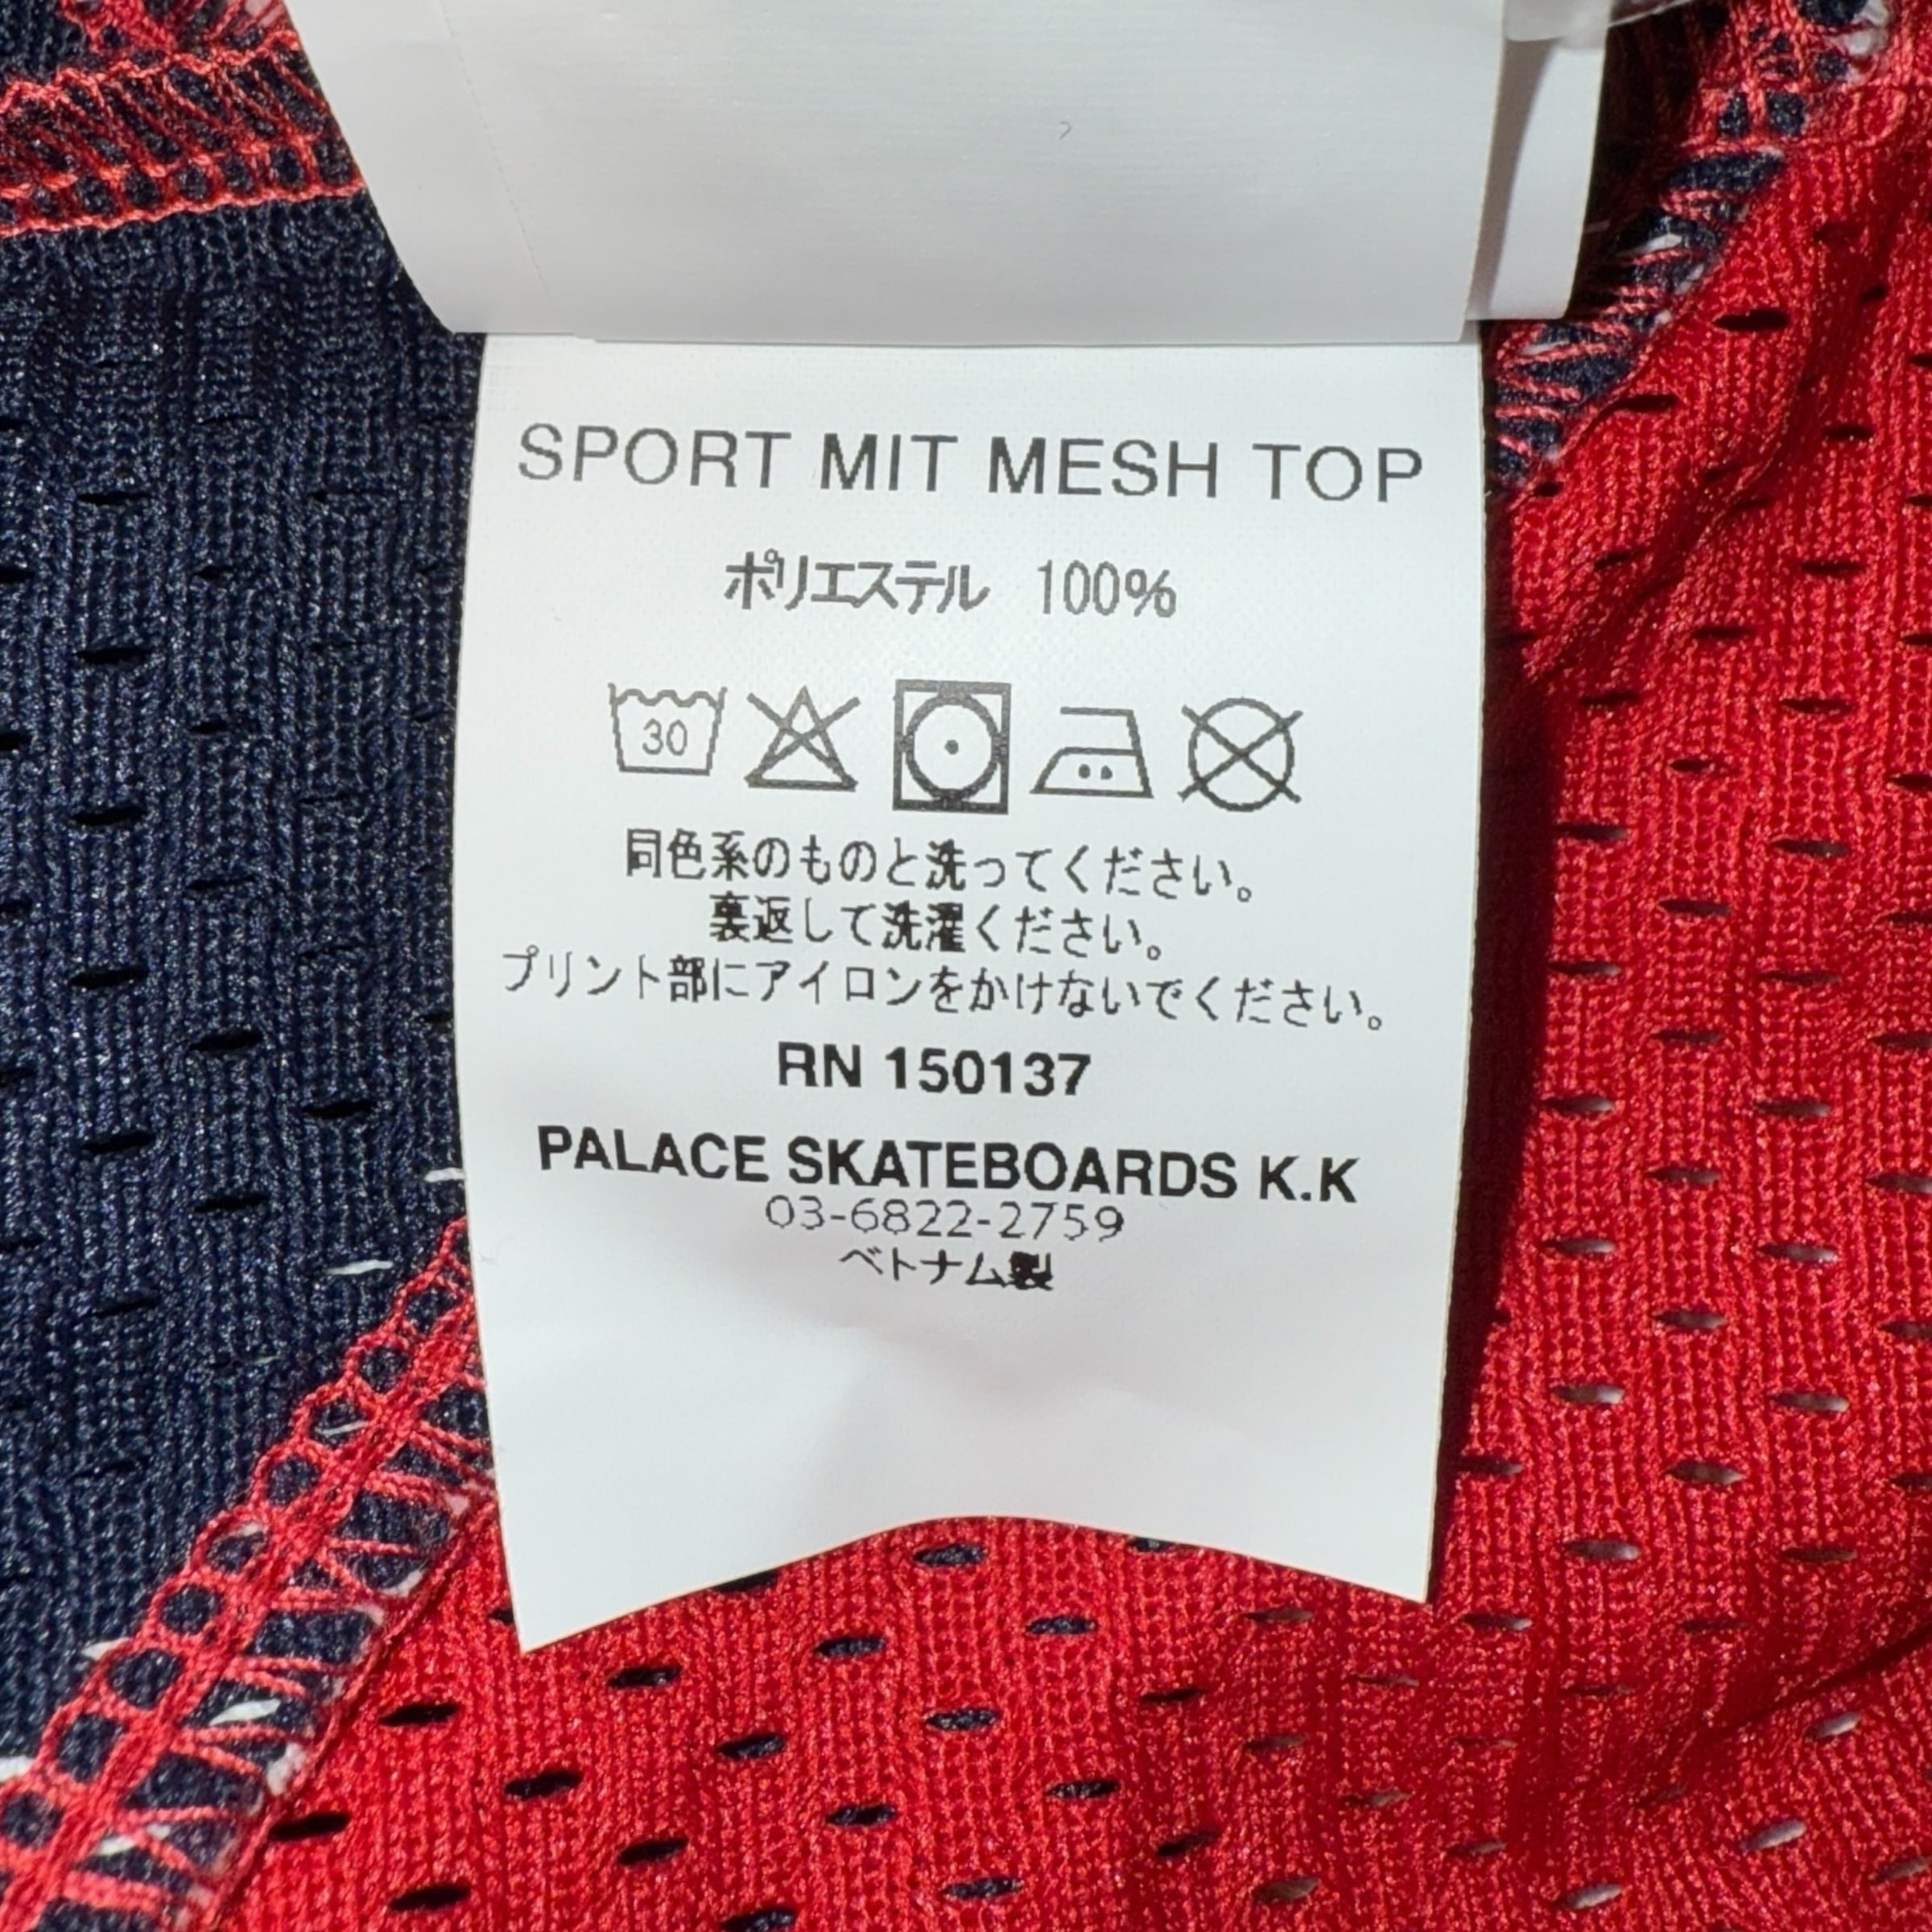 SPORT MIT MESH TOP
ポリエステル 100%
30
同色系のものと洗ってください。
裏返して洗濯ください。
プリント部にアイロンをかけないでください。
RN 150137
PALACE SKATEBOARDS K.K
03-6822-2759
ベトナム製